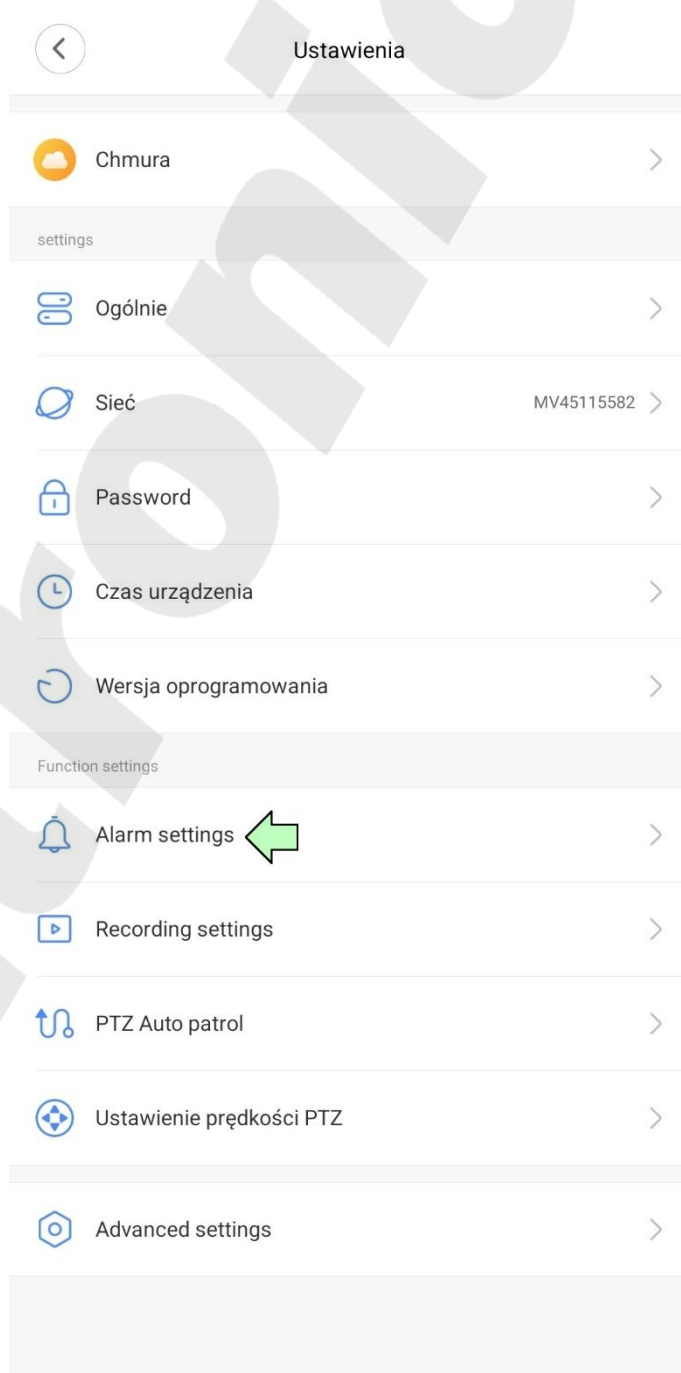 Ustawienia
Chmura
settings
Ogólnie
Sieć MV45115582
Password
Czas urządzenia
Wersja oprogramowania
Function settings
Alarm settings
Recording settings
PTZ Auto patrol
Ustawienie prędkości PTZ
Advanced settings